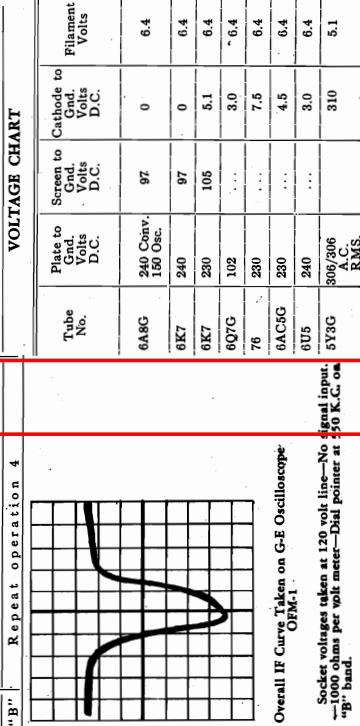 "B" Repeat operation 4
Overall IF Curve Taken on G-E Oscilloscope
OFM-1
VOLTAGE CHART
Tube No. Plate to Gnd. Volts D.C. Screen to Gnd. Volts D.C. Cathode to Gnd. Volts D.C. Filament Volts
6A8G 240 Conv. 150 Osc. 97 0 6.4
6K7 240 97 0 6.4
6K7 230 105 5.1 6.4
6Q7G 102 ... 3.0 6.4
76 230 ... 7.5 6.4
6AC5G 230 ... 4.5 6.4
6U5 240 ... 3.0 6.4
5Y3G 306/306 A.C. R.M.S. 310 5.1
Socket voltages taken at 120 volt line—No signal input.
—1000 ohms per volt meter—Dial pointer at 550 K.C. on
"B" band.